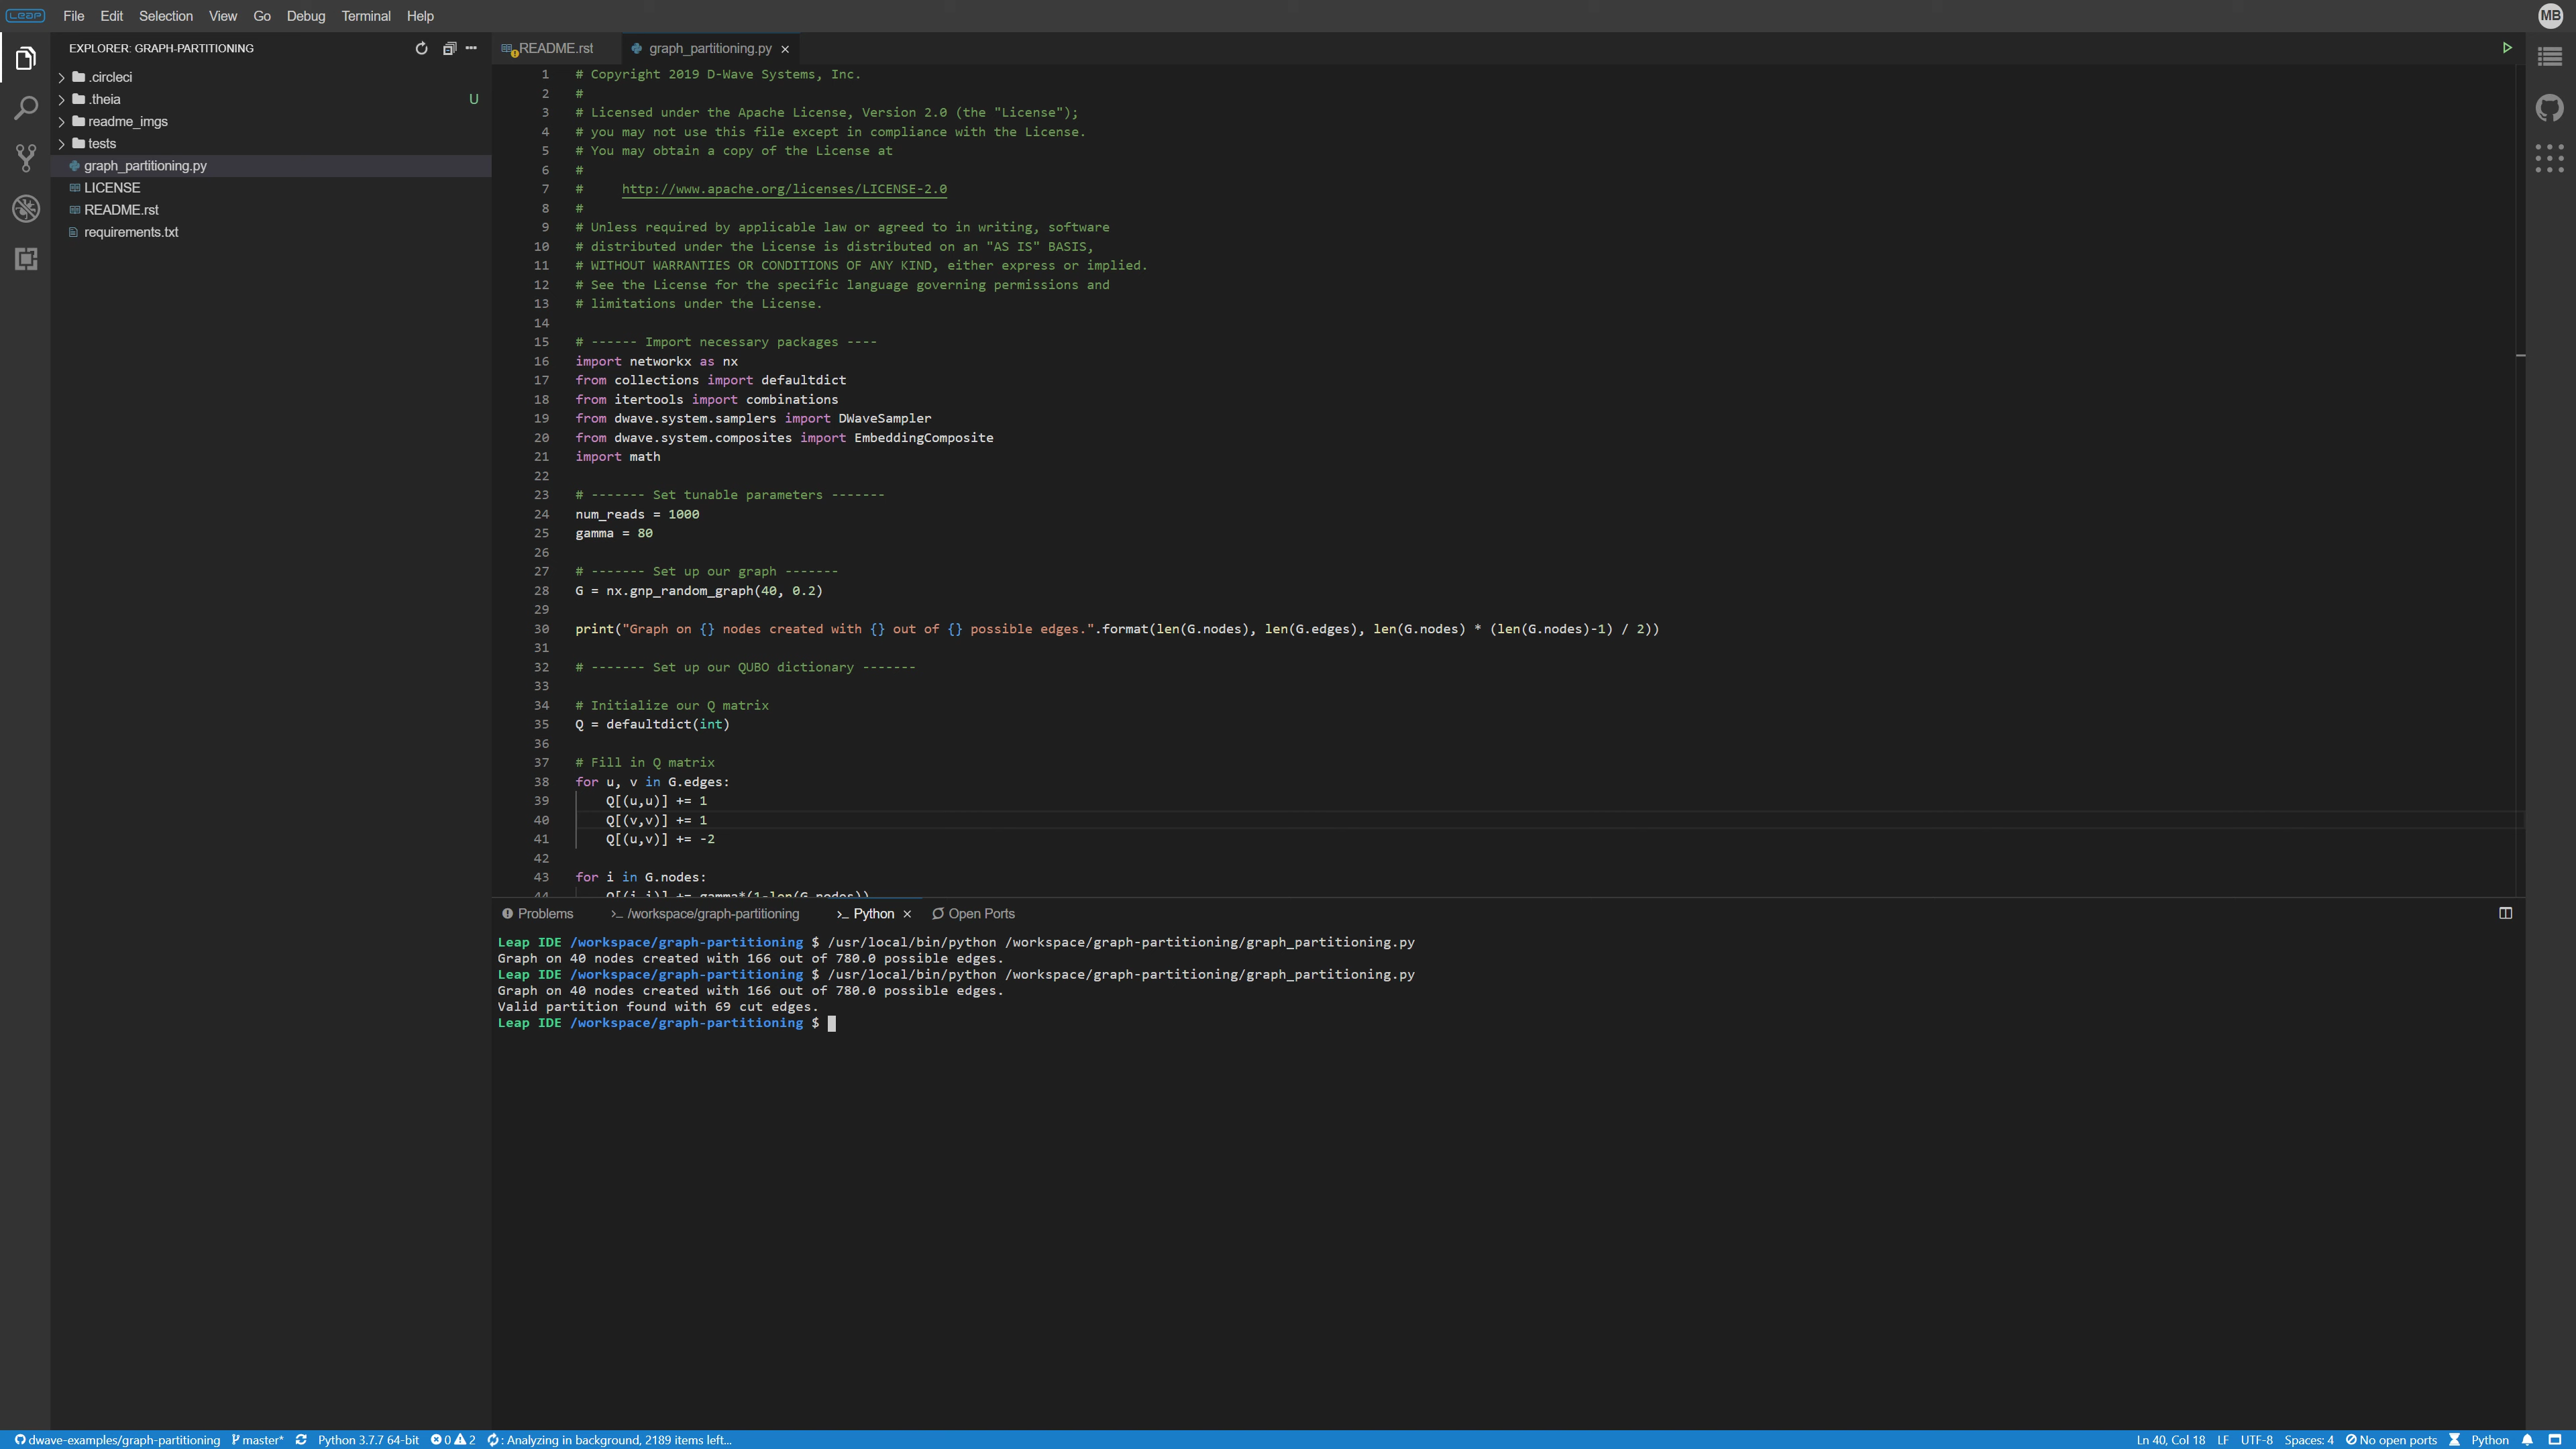 Leap File Edit Selection View Go Debug Terminal Help MB
EXPLORER: GRAPH-PARTITIONING
.circleci
.theia U
readme_imgs
tests
graph_partitioning.py
LICENSE
README.rst
requirements.txt
README.rst graph_partitioning.py
1 # Copyright 2019 D-Wave Systems, Inc.
2 #
3 # Licensed under the Apache License, Version 2.0 (the "License");
4 # you may not use this file except in compliance with the License.
5 # You may obtain a copy of the License at
6 #
7 #     http://www.apache.org/licenses/LICENSE-2.0
8 #
9 # Unless required by applicable law or agreed to in writing, software
10 # distributed under the License is distributed on an "AS IS" BASIS,
11 # WITHOUT WARRANTIES OR CONDITIONS OF ANY KIND, either express or implied.
12 # See the License for the specific language governing permissions and
13 # limitations under the License.
14
15 # ------ Import necessary packages ----
16 import networkx as nx
17 from collections import defaultdict
18 from itertools import combinations
19 from dwave.system.samplers import DWaveSampler
20 from dwave.system.composites import EmbeddingComposite
21 import math
22
23 # ------- Set tunable parameters -------
24 num_reads = 1000
25 gamma = 80
26
27 # ------- Set up our graph -------
28 G = nx.gnp_random_graph(40, 0.2)
29
30 print("Graph on {} nodes created with {} out of {} possible edges.".format(len(G.nodes), len(G.edges), len(G.nodes) * (len(G.nodes)-1) / 2))
31
32 # ------- Set up our QUBO dictionary -------
33
34 # Initialize our Q matrix
35 Q = defaultdict(int)
36
37 # Fill in Q matrix
38 for u, v in G.edges:
39     Q[(u,u)] += 1
40     Q[(v,v)] += 1
41     Q[(u,v)] += -2
42
43 for i in G.nodes:
44     Q[(i,i)] += gamma*(1-len(G.nodes))
Problems >_ /workspace/graph-partitioning >_ Python Open Ports
Leap IDE /workspace/graph-partitioning $ /usr/local/bin/python /workspace/graph-partitioning/graph_partitioning.py
Graph on 40 nodes created with 166 out of 780.0 possible edges.
Leap IDE /workspace/graph-partitioning $ /usr/local/bin/python /workspace/graph-partitioning/graph_partitioning.py
Graph on 40 nodes created with 166 out of 780.0 possible edges.
Valid partition found with 69 cut edges.
Leap IDE /workspace/graph-partitioning $
dwave-examples/graph-partitioning master* Python 3.7.7 64-bit 0 2 : Analyzing in background, 2189 items left... Ln 40, Col 18 LF UTF-8 Spaces: 4 No open ports Python